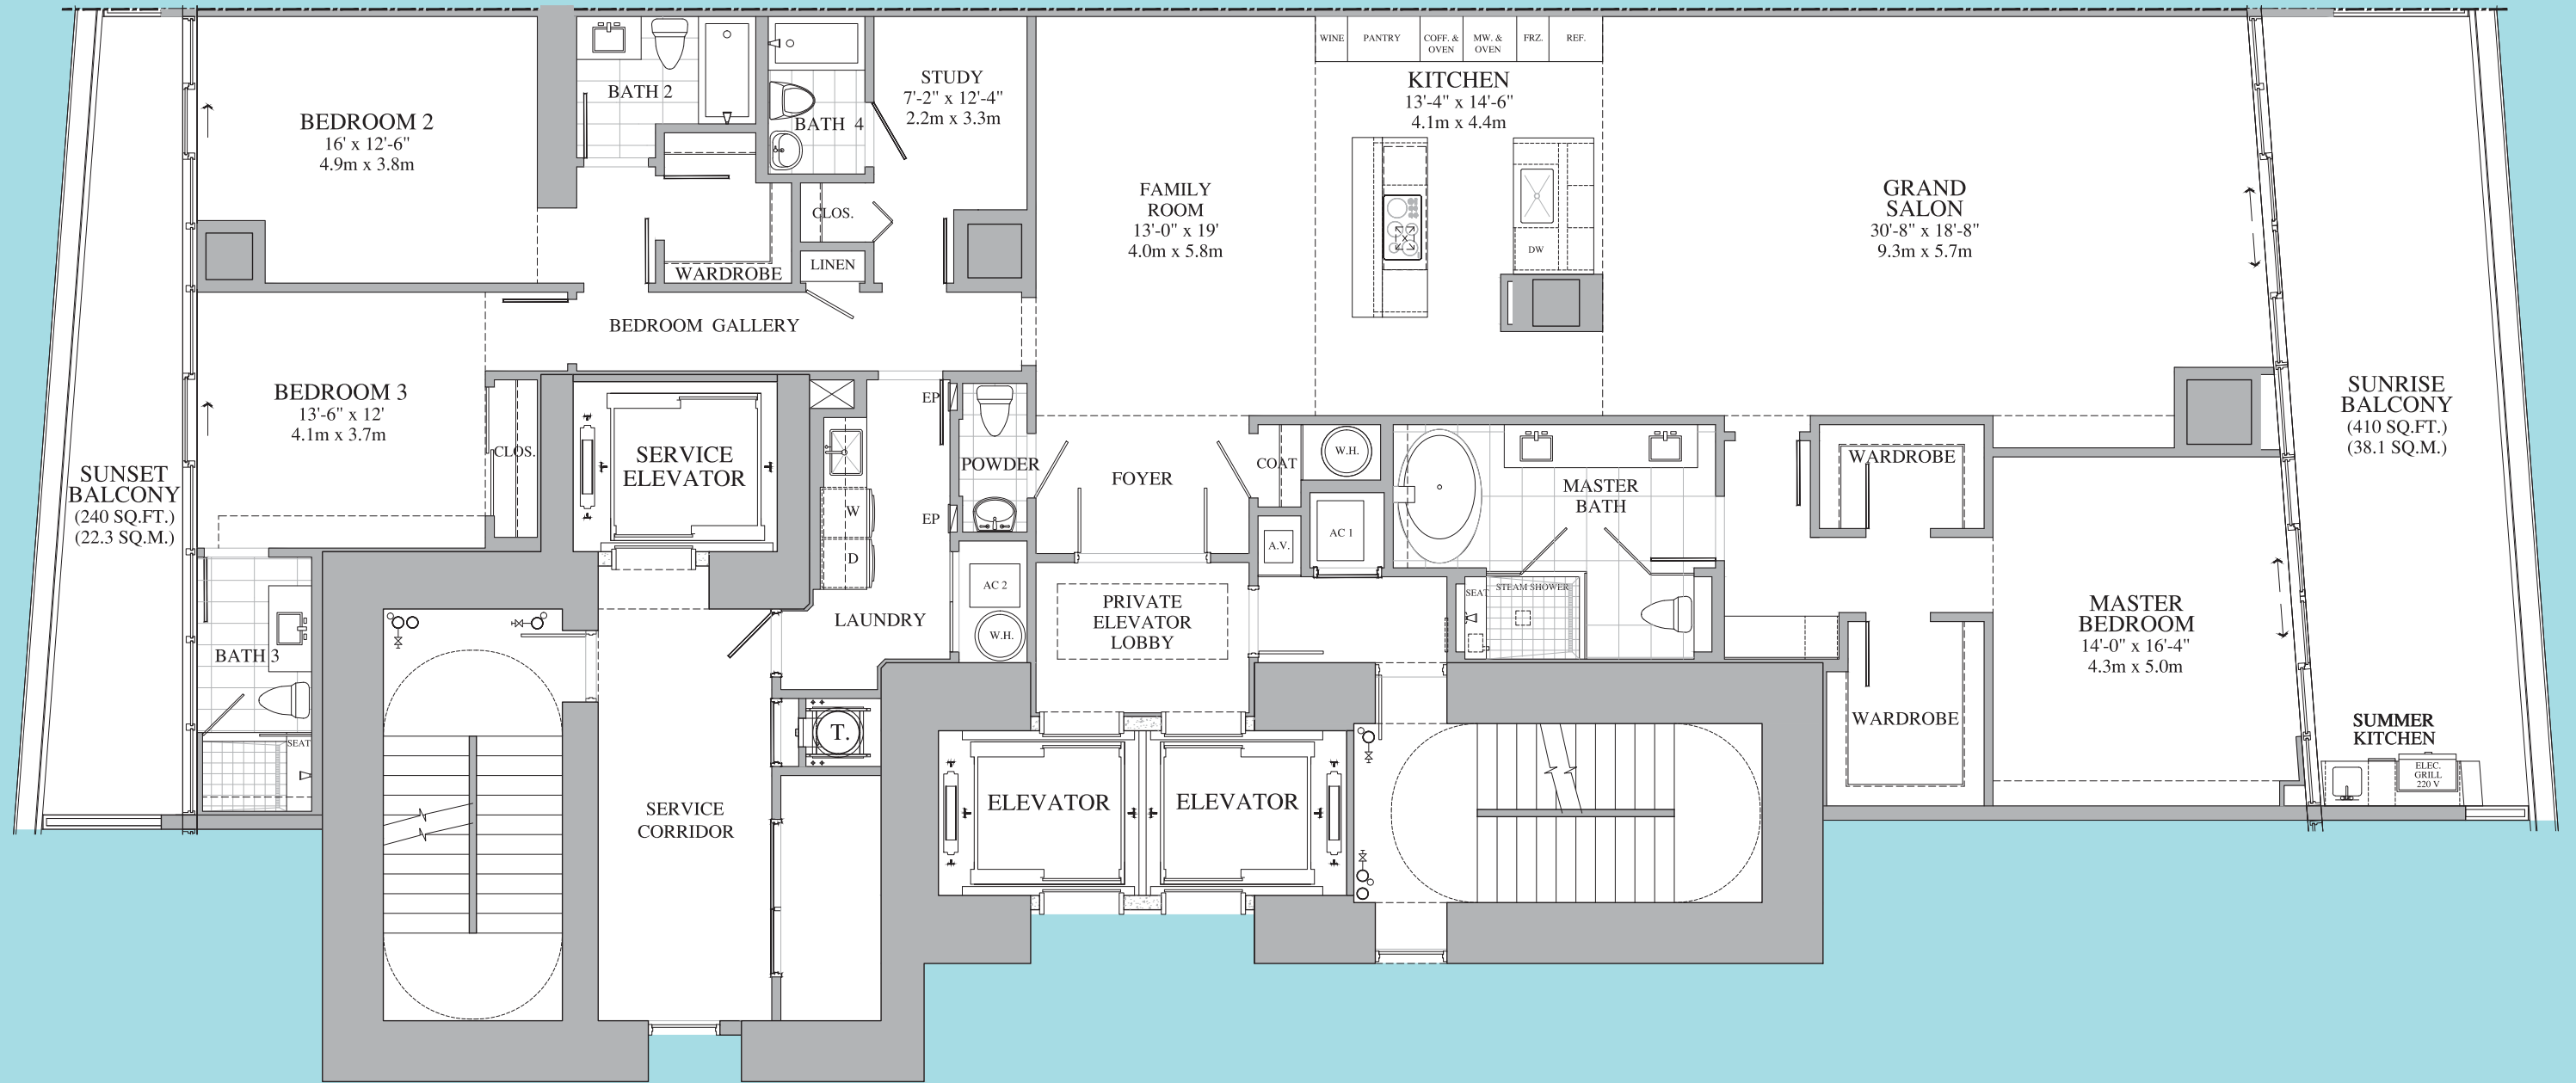 WINE
PANTRY
COFF. &
OVEN
MW. &
OVEN
FRZ.
REF.
KITCHEN
13'-4" x 14'-6"
4.1m x 4.4m
DW
STUDY
7'-2" x 12'-4"
2.2m x 3.3m
BATH 2
BATH 4
BEDROOM 2
16' x 12'-6"
4.9m x 3.8m
FAMILY
ROOM
13'-0" x 19'
4.0m x 5.8m
GRAND
SALON
30'-8" x 18'-8"
9.3m x 5.7m
CLOS.
LINEN
WARDROBE
BEDROOM GALLERY
BEDROOM 3
13'-6" x 12'
4.1m x 3.7m
CLOS.
SUNSET
BALCONY
(240 SQ.FT.)
(22.3 SQ.M.)
SERVICE
ELEVATOR
EP
EP
W
D
LAUNDRY
POWDER
FOYER
COAT
W.H.
A.V.
AC 1
AC 2
W.H.
PRIVATE
ELEVATOR
LOBBY
MASTER
BATH
SEAT
STEAM SHOWER
WARDROBE
SUNRISE
BALCONY
(410 SQ.FT.)
(38.1 SQ.M.)
MASTER
BEDROOM
14'-0" x 16'-4"
4.3m x 5.0m
WARDROBE
SUMMER
KITCHEN
ELEC.
GRILL
220 V
BATH 3
SEAT
T.
SERVICE
CORRIDOR
ELEVATOR
ELEVATOR